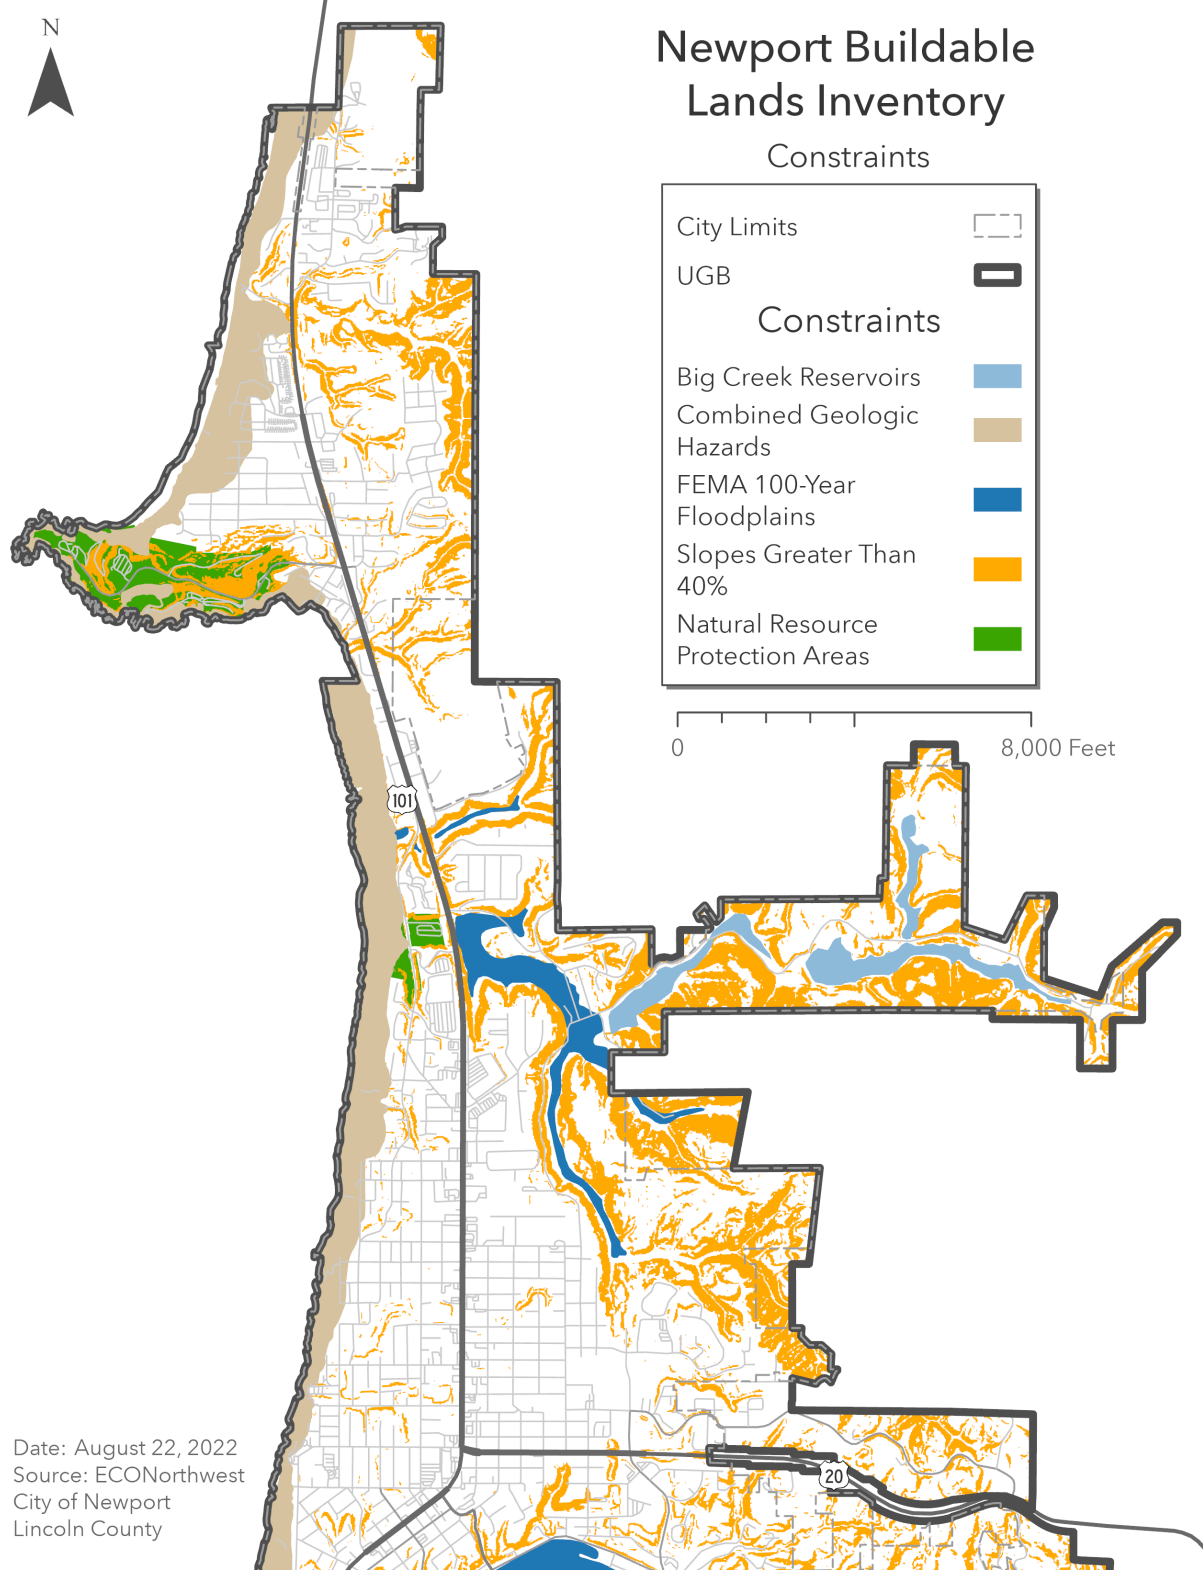 N
Newport Buildable
Lands Inventory
Constraints
City Limits
UGB
Constraints
Big Creek Reservoirs
Combined Geologic
Hazards
FEMA 100-Year
Floodplains
Slopes Greater Than
40%
Natural Resource
Protection Areas
0
8,000 Feet
101
20
Date: August 22, 2022
Source: ECONorthwest
City of Newport
Lincoln County